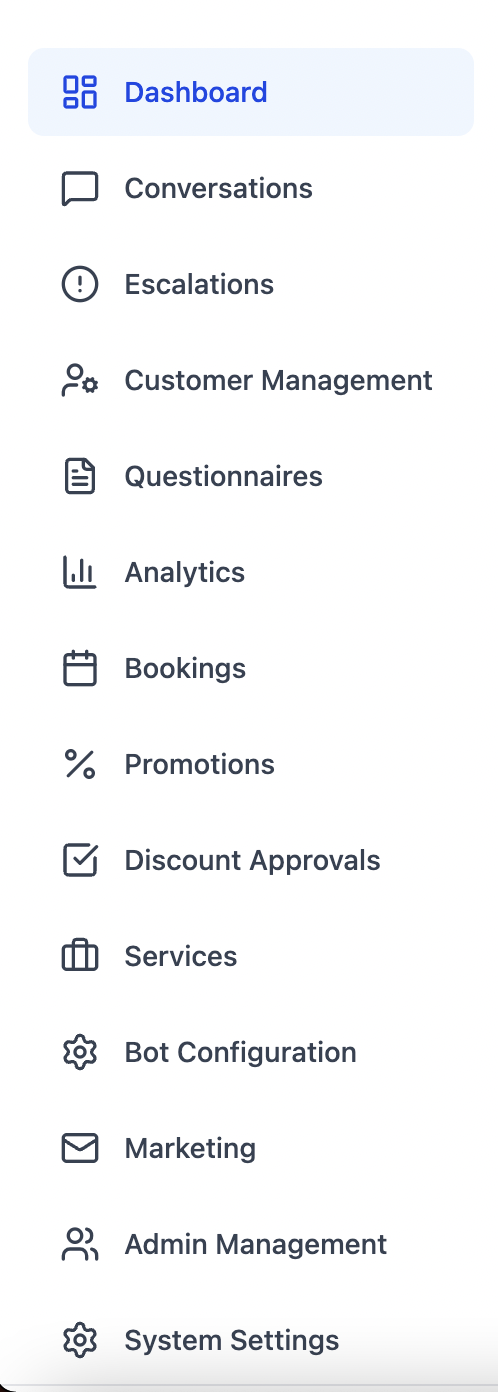 Dashboard
Conversations
Escalations
Customer Management
Questionnaires
Analytics
Bookings
Promotions
Discount Approvals
Services
Bot Configuration
Marketing
Admin Management
System Settings